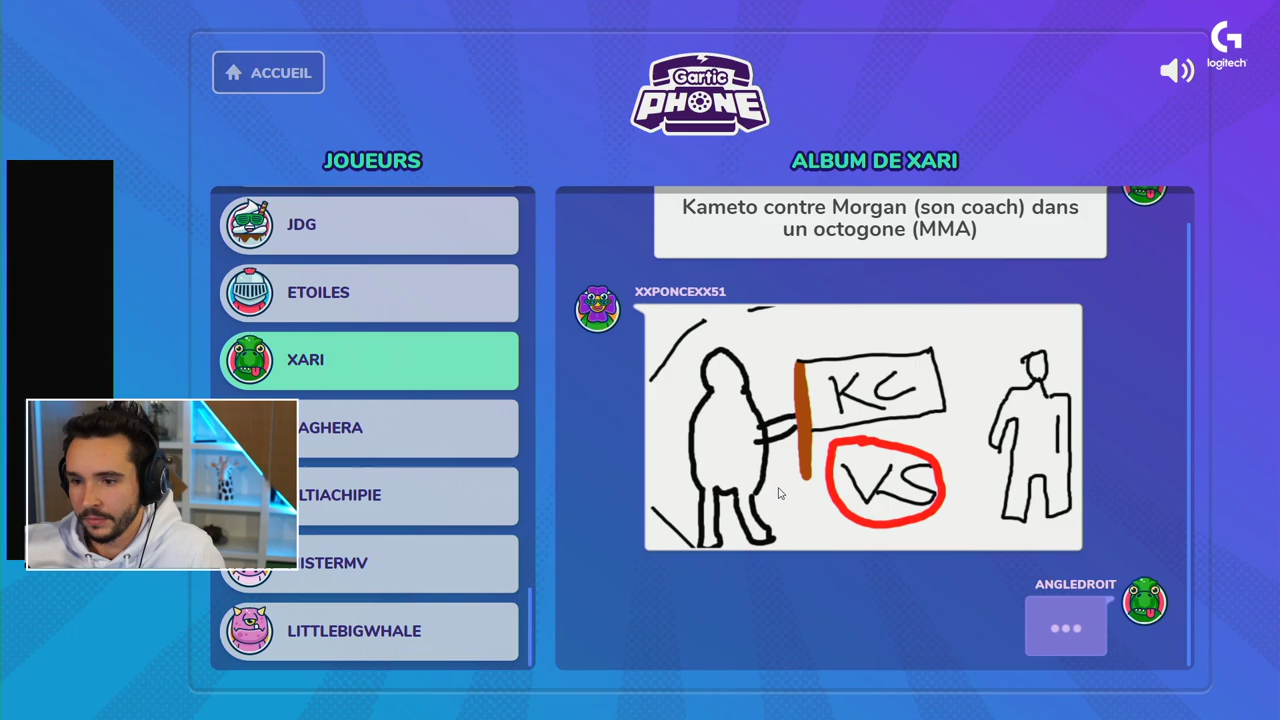 logitech
ACCUEIL
Gartic
PHONE
JOUEURS
JDG
ETOILES
XARI
AGHERA
LTIACHIPIE
ISTERMV
LITTLEBIGWHALE
ALBUM DE XARI
Kameto contre Morgan (son coach) dans
un octogone (MMA)
XXPONCEXX51
KC
VS
ANGLEDROIT